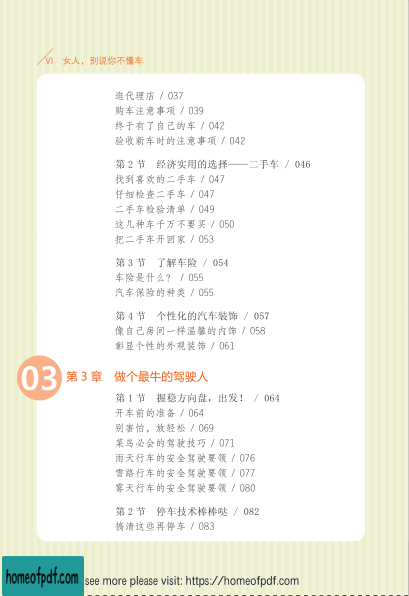 VI 女人，别说你不懂车
逛代理店 / 037
购车注意事项 / 039
终于有了自己的车 / 042
验收新车时的注意事项 / 042
第 2 节 经济实用的选择——二手车 / 046
找到喜欢的二手车 / 047
仔细检查二手车 / 047
二手车检验清单 / 049
这几种车千万不要买 / 050
把二手车开回家 / 053
第 3 节 了解车险 / 054
车险是什么？ / 055
汽车保险的种类 / 055
第 4 节 个性化的汽车装饰 / 057
像自己房间一样温馨的内饰 / 058
彰显个性的外观装饰 / 061
03 第 3 章 做个最牛的驾驶人
第 1 节 握稳方向盘，出发！ / 064
开车前的准备 / 064
别害怕，放轻松 / 069
菜鸟必会的驾驶技巧 / 071
雨天行车的安全驾驶要领 / 076
雪路行车的安全驾驶要领 / 077
雾天行车的安全驾驶要领 / 080
第 2 节 停车技术棒棒哒 / 082
搞清这些再停车 / 083
homeofpdf.com see more please visit: https://homeofpdf.com